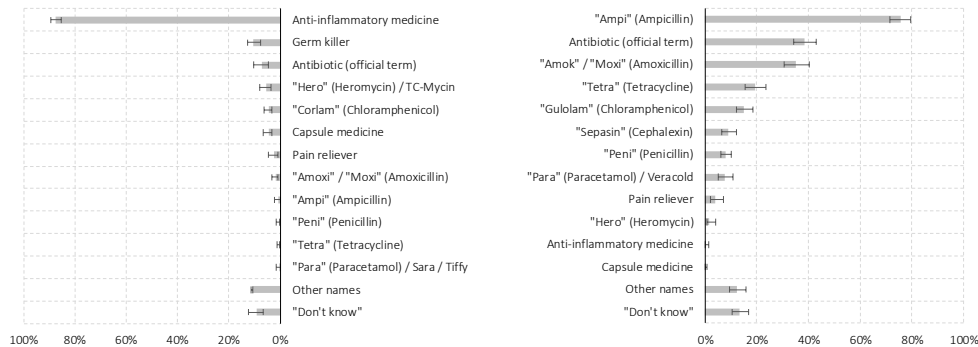 Anti-inflammatory medicine
Germ killer
Antibiotic (official term)
"Hero" (Heromycin) / TC-Mycin
"Corlam" (Chloramphenicol)
Capsule medicine
Pain reliever
"Amoxi" / "Moxi" (Amoxicillin)
"Ampi" (Ampicillin)
"Peni" (Penicillin)
"Tetra" (Tetracycline)
"Para" (Paracetamol) / Sara / Tiffy
Other names
"Don't know"
100% 80% 60% 40% 20% 0%
"Ampi" (Ampicillin)
Antibiotic (official term)
"Amok" / "Moxi" (Amoxicillin)
"Tetra" (Tetracycline)
"Gulolam" (Chloramphenicol)
"Sepasin" (Cephalexin)
"Peni" (Penicillin)
"Para" (Paracetamol) / Veracold
Pain reliever
"Hero" (Heromycin)
Anti-inflammatory medicine
Capsule medicine
Other names
"Don't know"
0% 20% 40% 60% 80% 100%